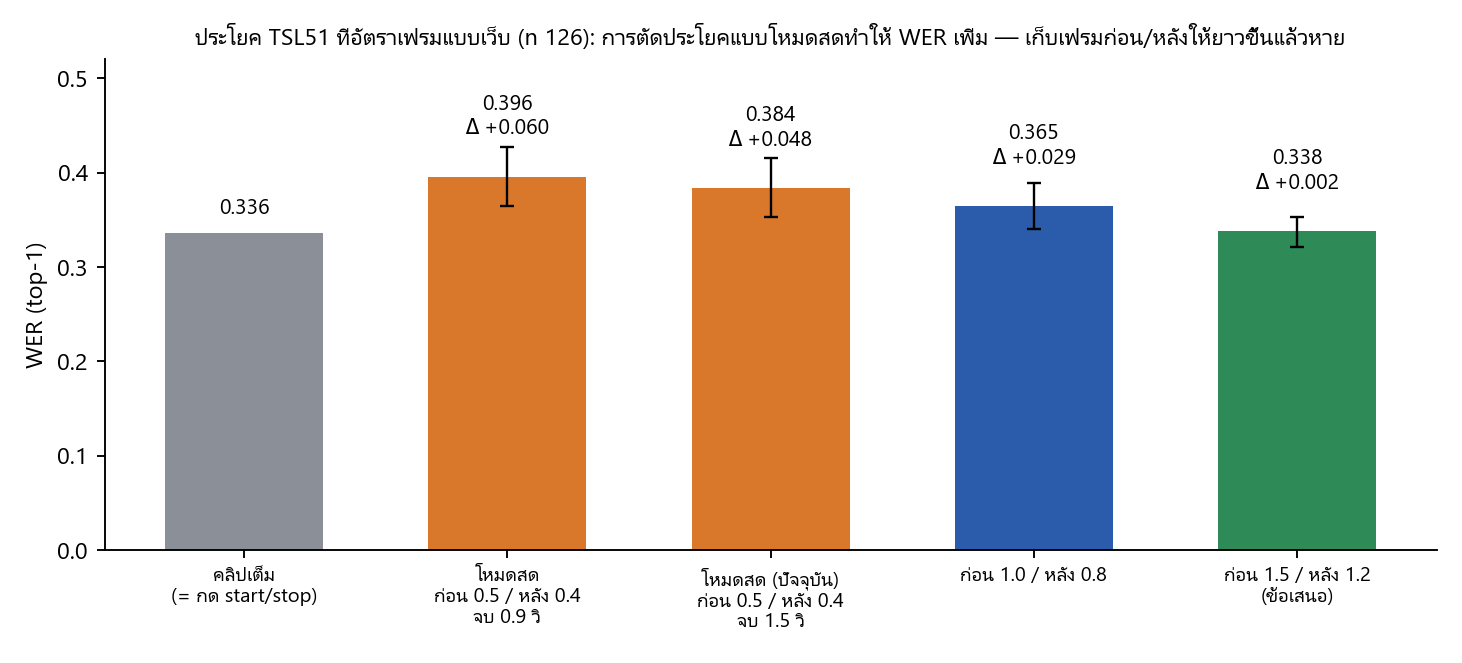 ประโยค TSL51 ที่อัตราเฟรมแบบเว็บ (n 126): การตัดประโยคแบบโหมดสดทำให้ WER เพิ่ม — เก็บเฟรมก่อน/หลังให้ยาวขึ้นแล้วหาย
WER (top-1)
0.5
0.4
0.3
0.2
0.1
0.0
0.336
0.396
Δ +0.060
0.384
Δ +0.048
0.365
Δ +0.029
0.338
Δ +0.002
คลิปเต็ม
(= กด start/stop)
โหมดสด
ก่อน 0.5 / หลัง 0.4
จบ 0.9 วิ
โหมดสด (ปัจจุบัน)
ก่อน 0.5 / หลัง 0.4
จบ 1.5 วิ
ก่อน 1.0 / หลัง 0.8
ก่อน 1.5 / หลัง 1.2
(ข้อเสนอ)